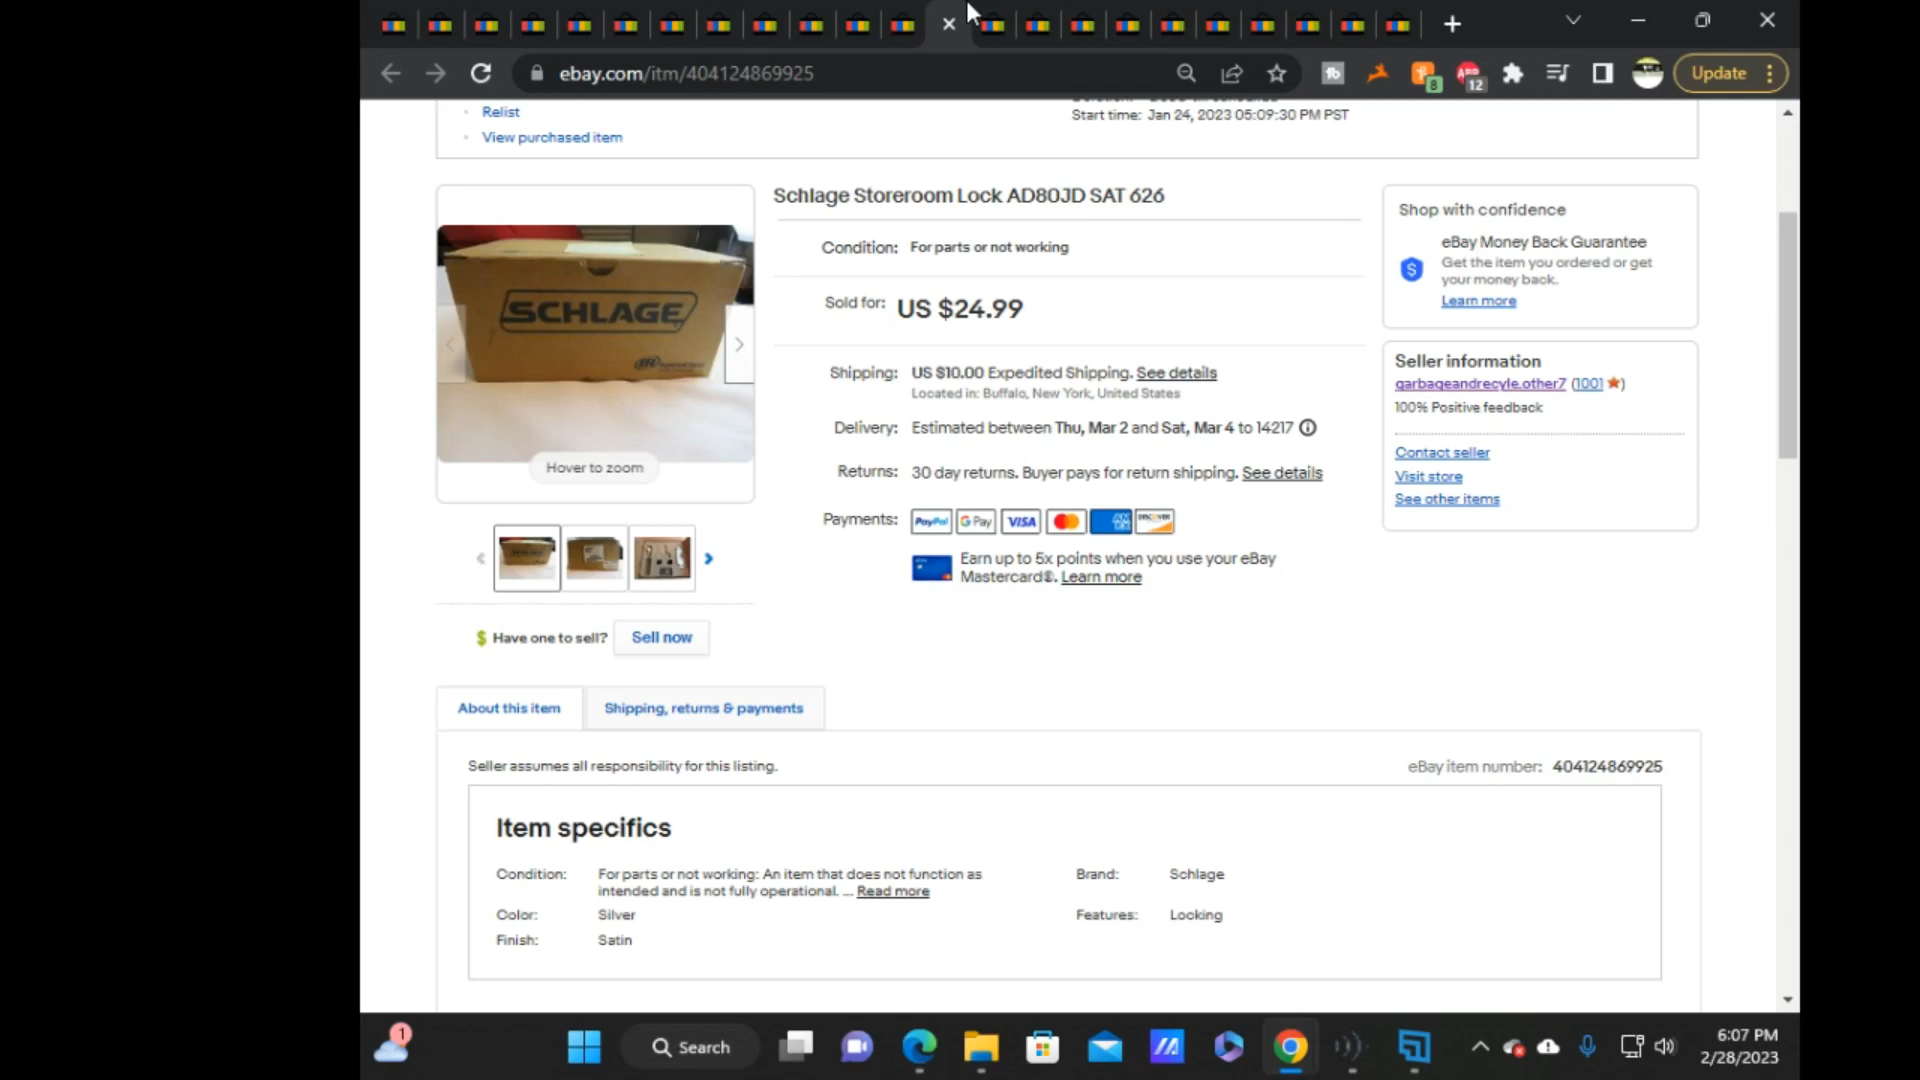 ebay.com/itm/404124869925
8
12
Update
Relist
View purchased item
Start time: Jan 24, 2023 05:09:30 PM PST
Schlage Storeroom Lock AD80JD SAT 626
Condition: For parts or not working
Sold for: US $24.99
Shipping: US $10.00 Expedited Shipping. See details
Located in: Buffalo, New York, United States
Delivery: Estimated between Thu, Mar 2 and Sat, Mar 4 to 14217
Returns: 30 day returns. Buyer pays for return shipping. See details
Payments: PayPal G Pay VISA DISCOVER
Earn up to 5x points when you use your eBay
Mastercard®. Learn more
Shop with confidence
eBay Money Back Guarantee
Get the item you ordered or get
your money back.
Learn more
Seller information
garbageandrecyle.other7 (1001)
100% Positive feedback
Contact seller
Visit store
See other items
SCHLAGE
Hover to zoom
$ Have one to sell? Sell now
About this item
Shipping, returns & payments
Seller assumes all responsibility for this listing.
eBay item number: 404124869925
Item specifics
Condition: For parts or not working: An item that does not function as
intended and is not fully operational. ... Read more
Brand: Schlage
Color: Silver
Features: Locking
Finish: Satin
1
Search
6:07 PM
2/28/2023